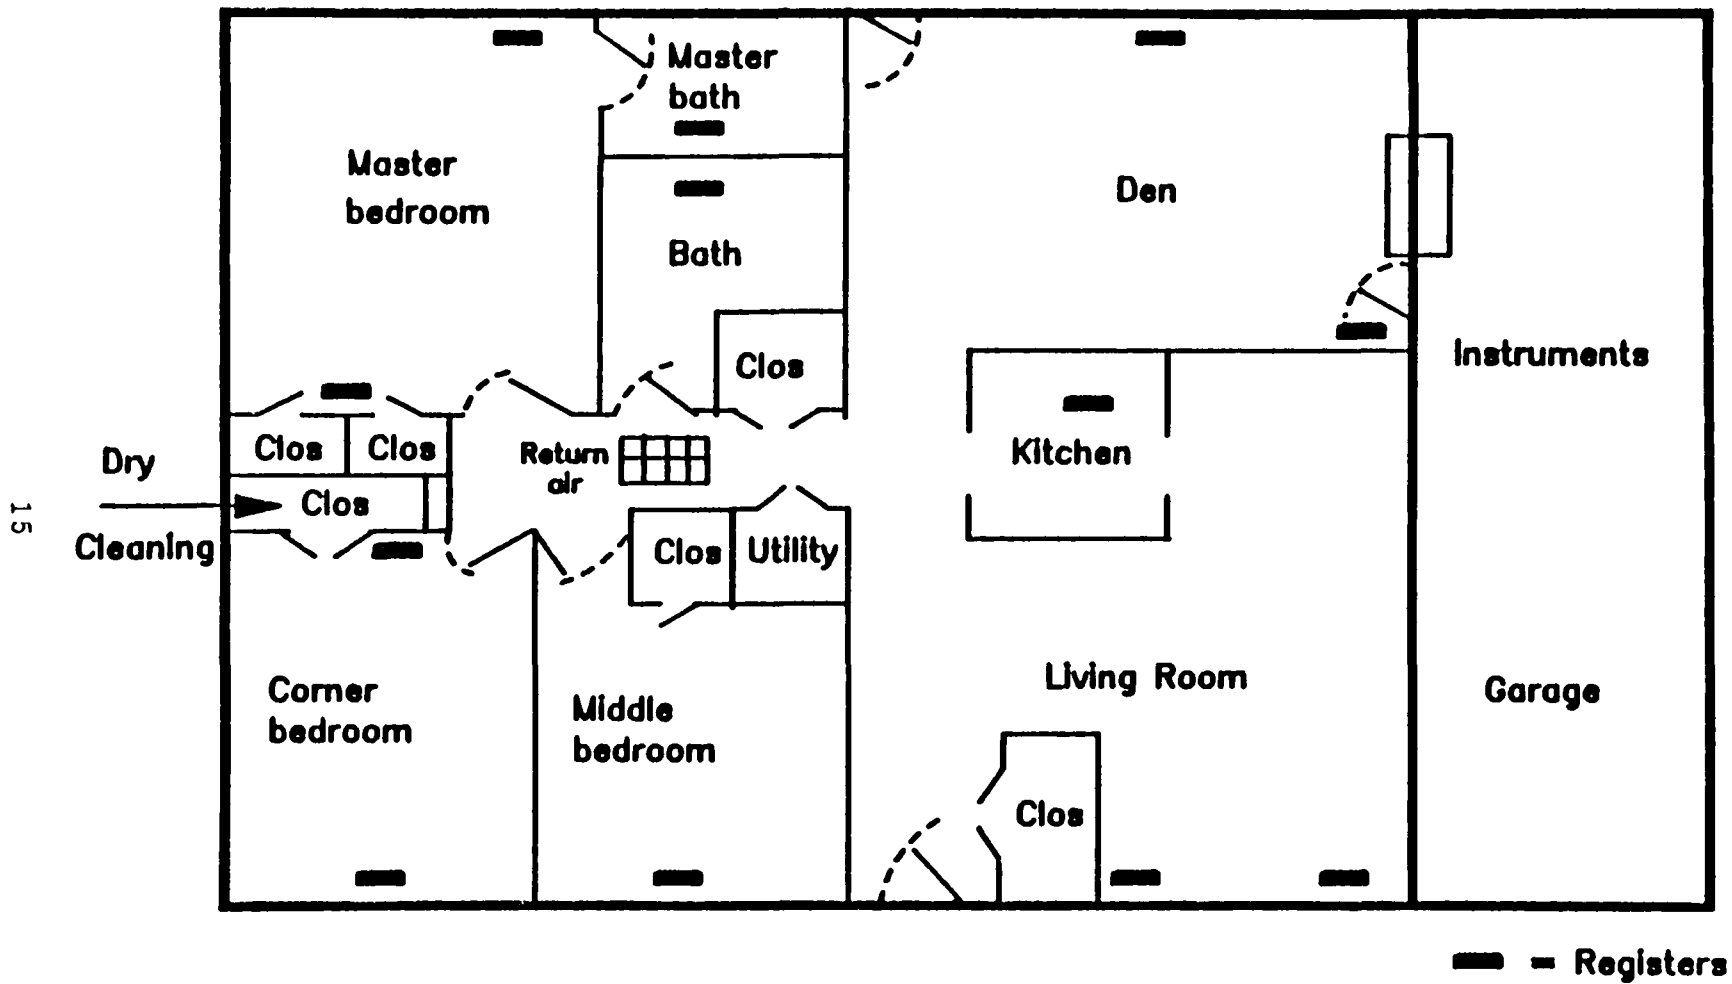 Master
bath
Master
bedroom
Den
Bath
Clos
Instruments
Clos
Clos
Return
air
Kitchen
Dry
Clos
Cleaning
Clos
Utility
15
Corner
bedroom
Middle
bedroom
Living Room
Garage
Clos
= Registers